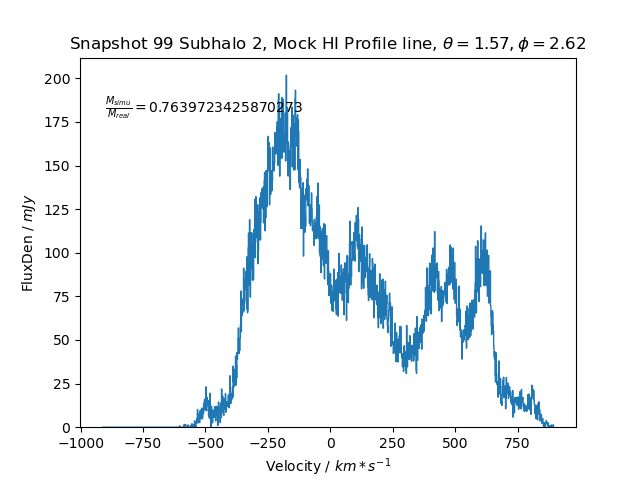 Snapshot 99 Subhalo 2, Mock HI Profile line, θ = 1.57, ϕ = 2.62
M_simu/M_real = 0.7639723425870273
FluxDen / mJy
200
175
150
125
100
75
50
25
0
−1000 −750 −500 −250 0 250 500 750
Velocity / km * s⁻¹